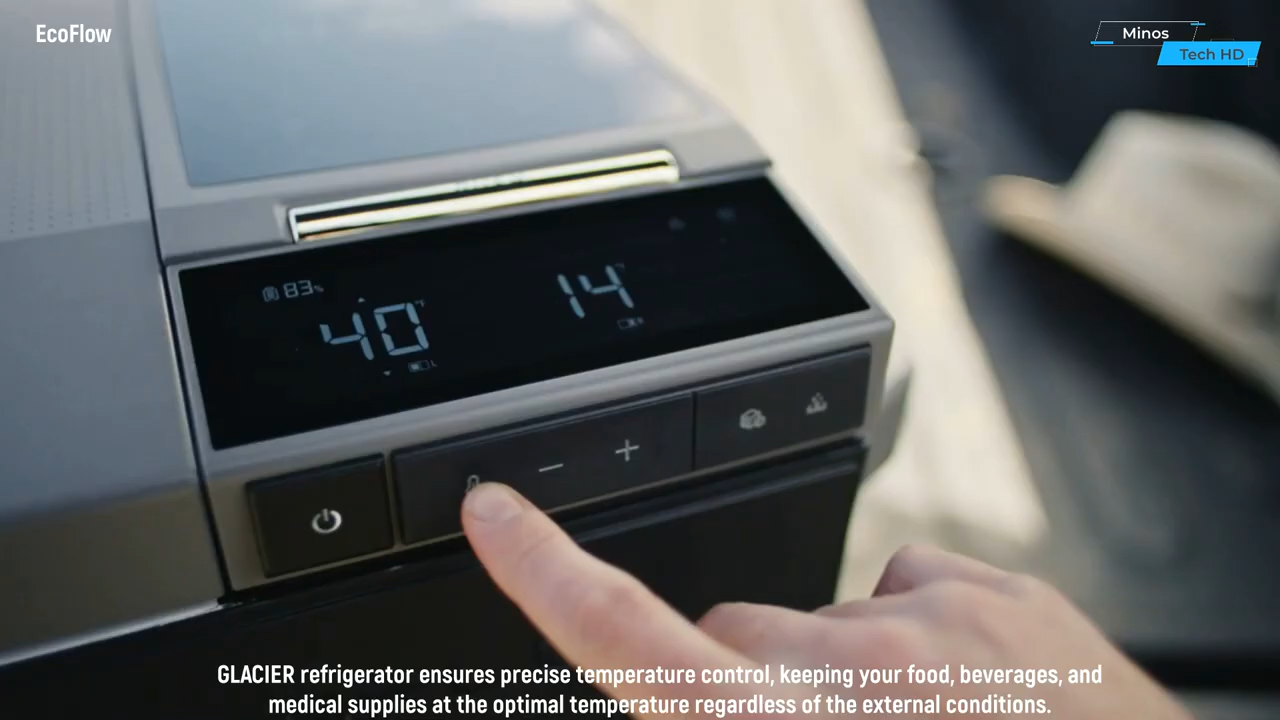 EcoFlow
Minos
Tech HD
83%
40 °F
14
L
GLACIER refrigerator ensures precise temperature control, keeping your food, beverages, and
medical supplies at the optimal temperature regardless of the external conditions.